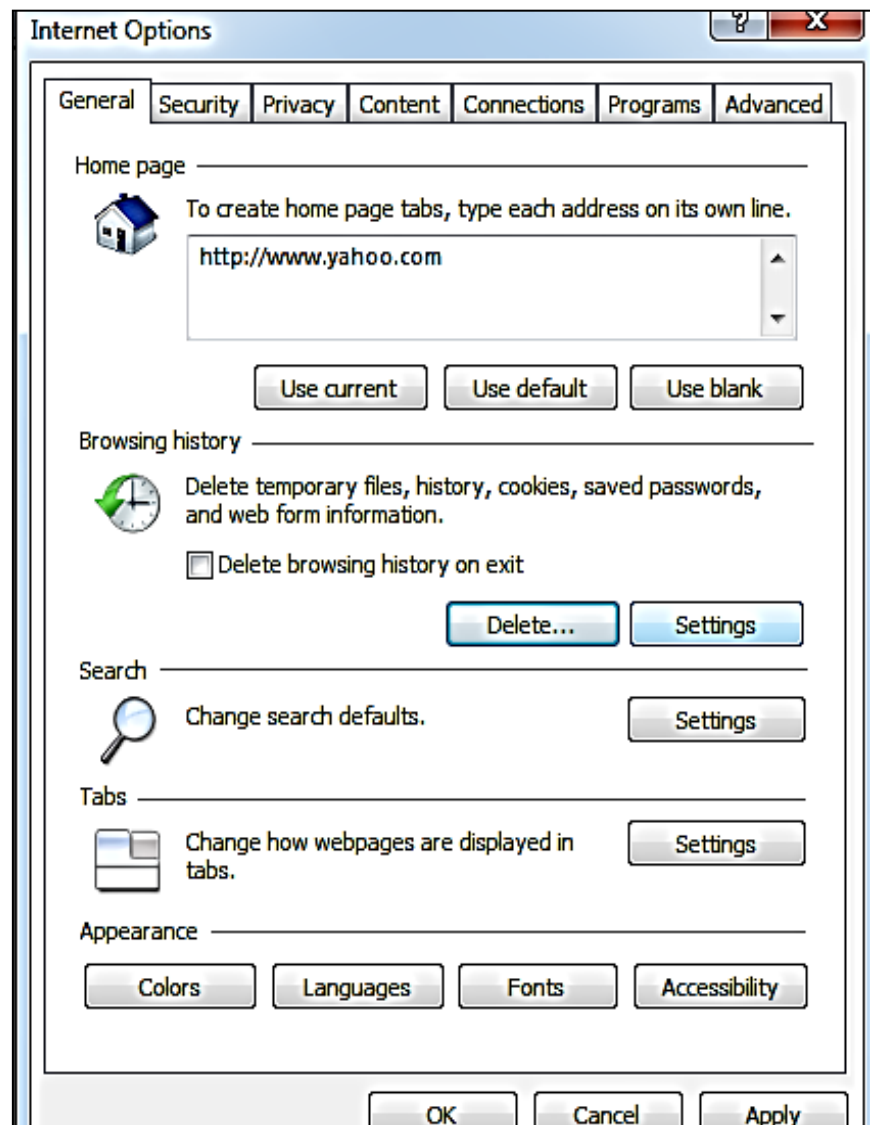 Internet Options
?
X
General Security Privacy Content Connections Programs Advanced
Home page
To create home page tabs, type each address on its own line.
http://www.yahoo.com
Use current Use default Use blank
Browsing history
Delete temporary files, history, cookies, saved passwords,
and web form information.
Delete browsing history on exit
Delete... Settings
Search
Change search defaults.
Settings
Tabs
Change how webpages are displayed in
tabs.
Settings
Appearance
Colors Languages Fonts Accessibility
OK Cancel Apply